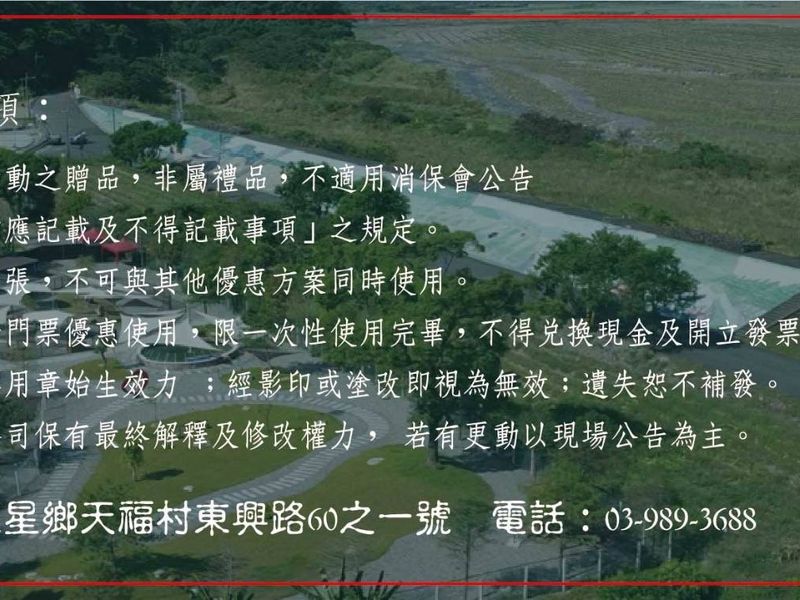 項：
動之贈品，非屬禮品，不適用消保會公告
應記載及不得記載事項」之規定。
張，不可與其他優惠方案同時使用。
門票優惠使用，限一次性使用完畢，不得兌換現金及開立發票
用章始生效力 ；經影印或塗改即視為無效；遺失恕不補發。
司保有最終解釋及修改權力， 若有更動以現場公告為主。
星鄉天福村東興路60之一號 電話：03-989-3688